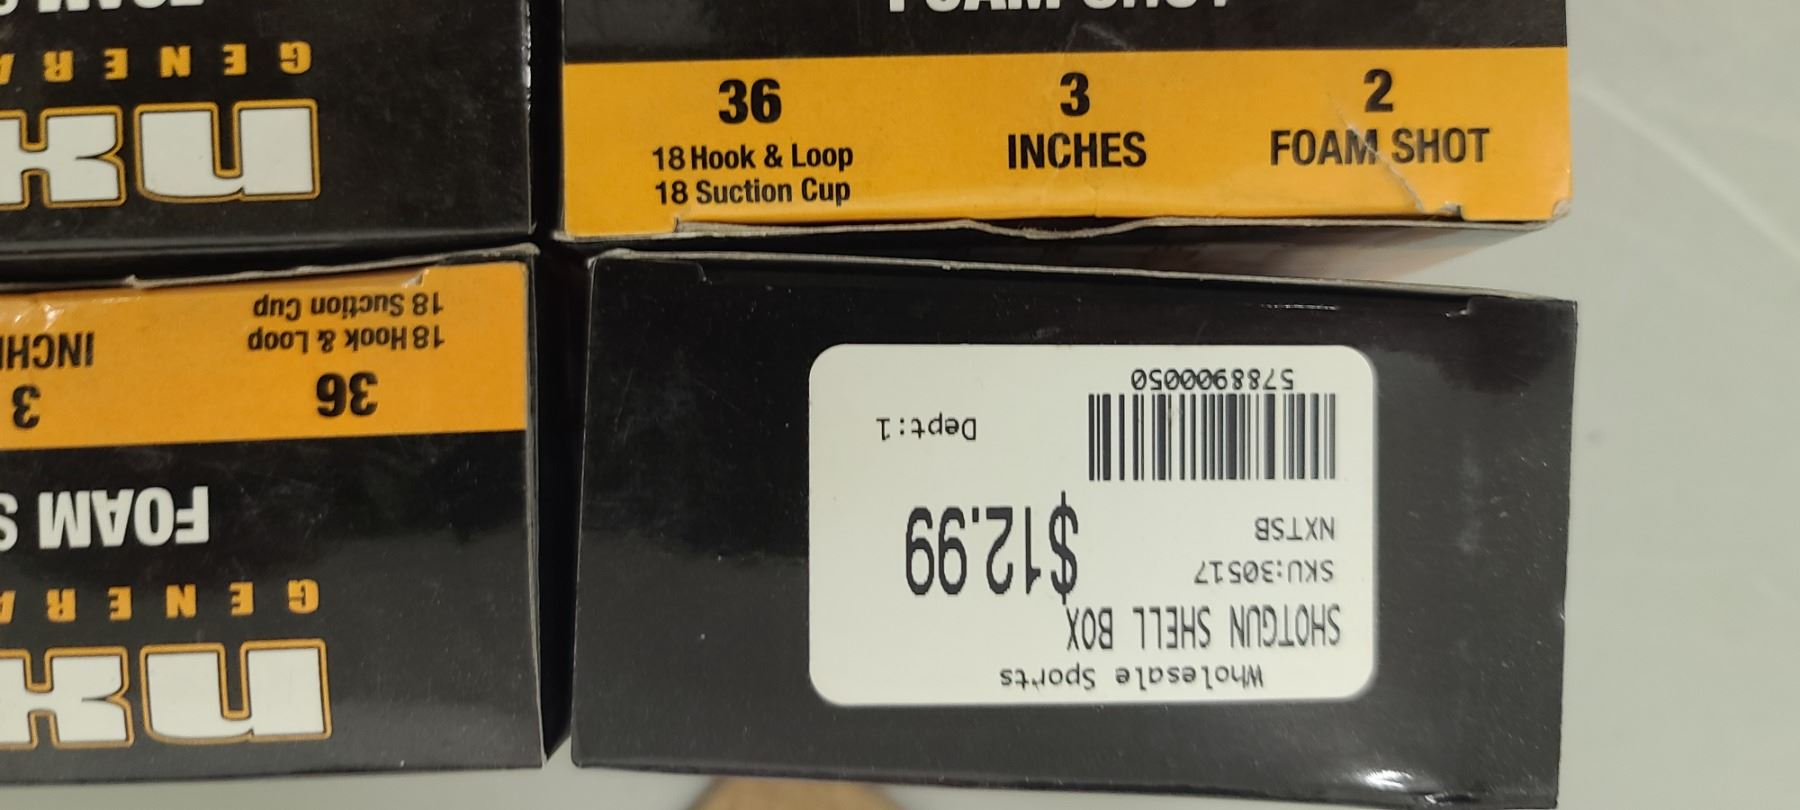 FOAM SHOT
36
18 Hook & Loop
18 Suction Cup
3
INCHES
2
FOAM SHOT
GENERA
nx
Wholesale Sports
SHOTGUN SHELL BOX
SKU:30517
NXTSB
$12.99
Dept:1
5788900050
nx
GENERA
FOAM S
36
18 Hook & Loop
18 Suction Cup
3